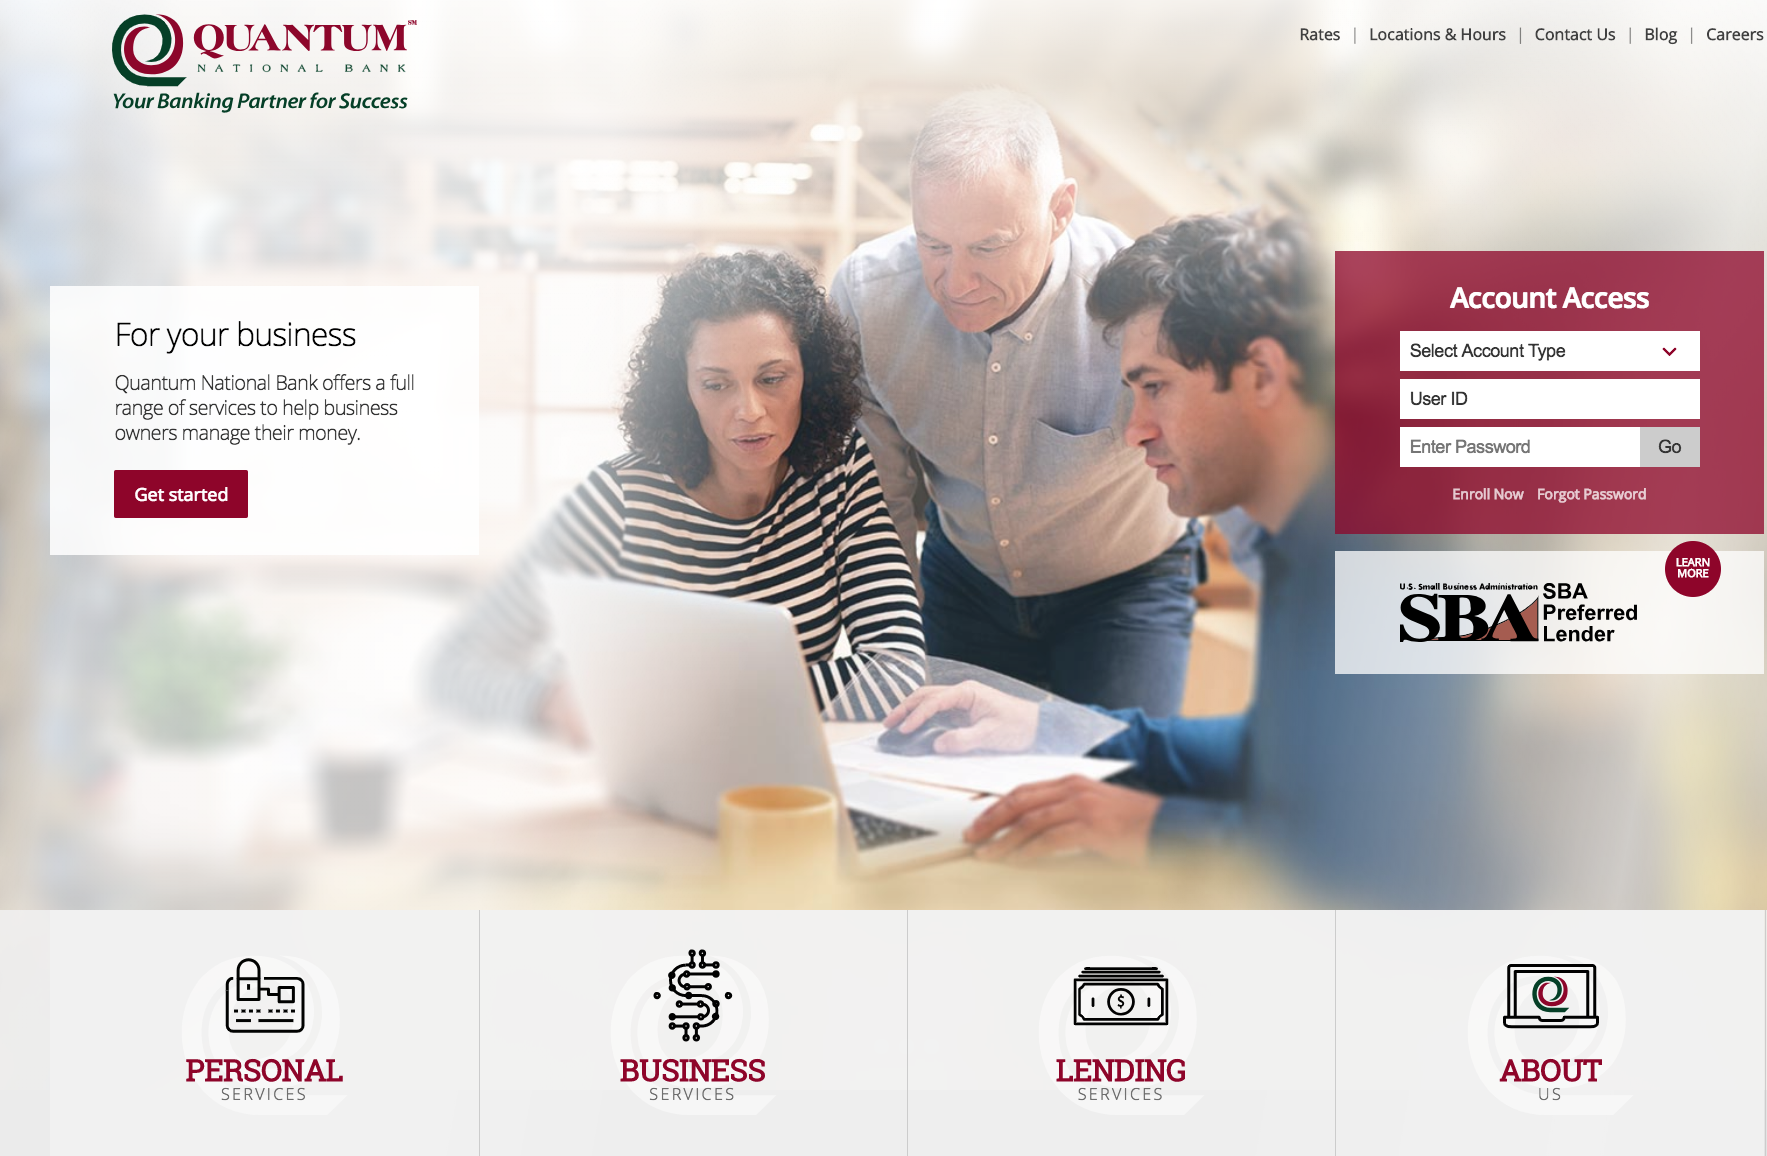 QUANTUM℠
NATIONAL BANK
Your Banking Partner for Success
Rates | Locations & Hours | Contact Us | Blog | Careers
For your business
Quantum National Bank offers a full
range of services to help business
owners manage their money.
Get started
Account Access
Select Account Type
User ID
Enter Password
Go
Enroll Now Forgot Password
LEARN
MORE
U.S. Small Business Administration
SBA
SBA
Preferred
Lender
PERSONAL
SERVICES
BUSINESS
SERVICES
LENDING
SERVICES
ABOUT
US